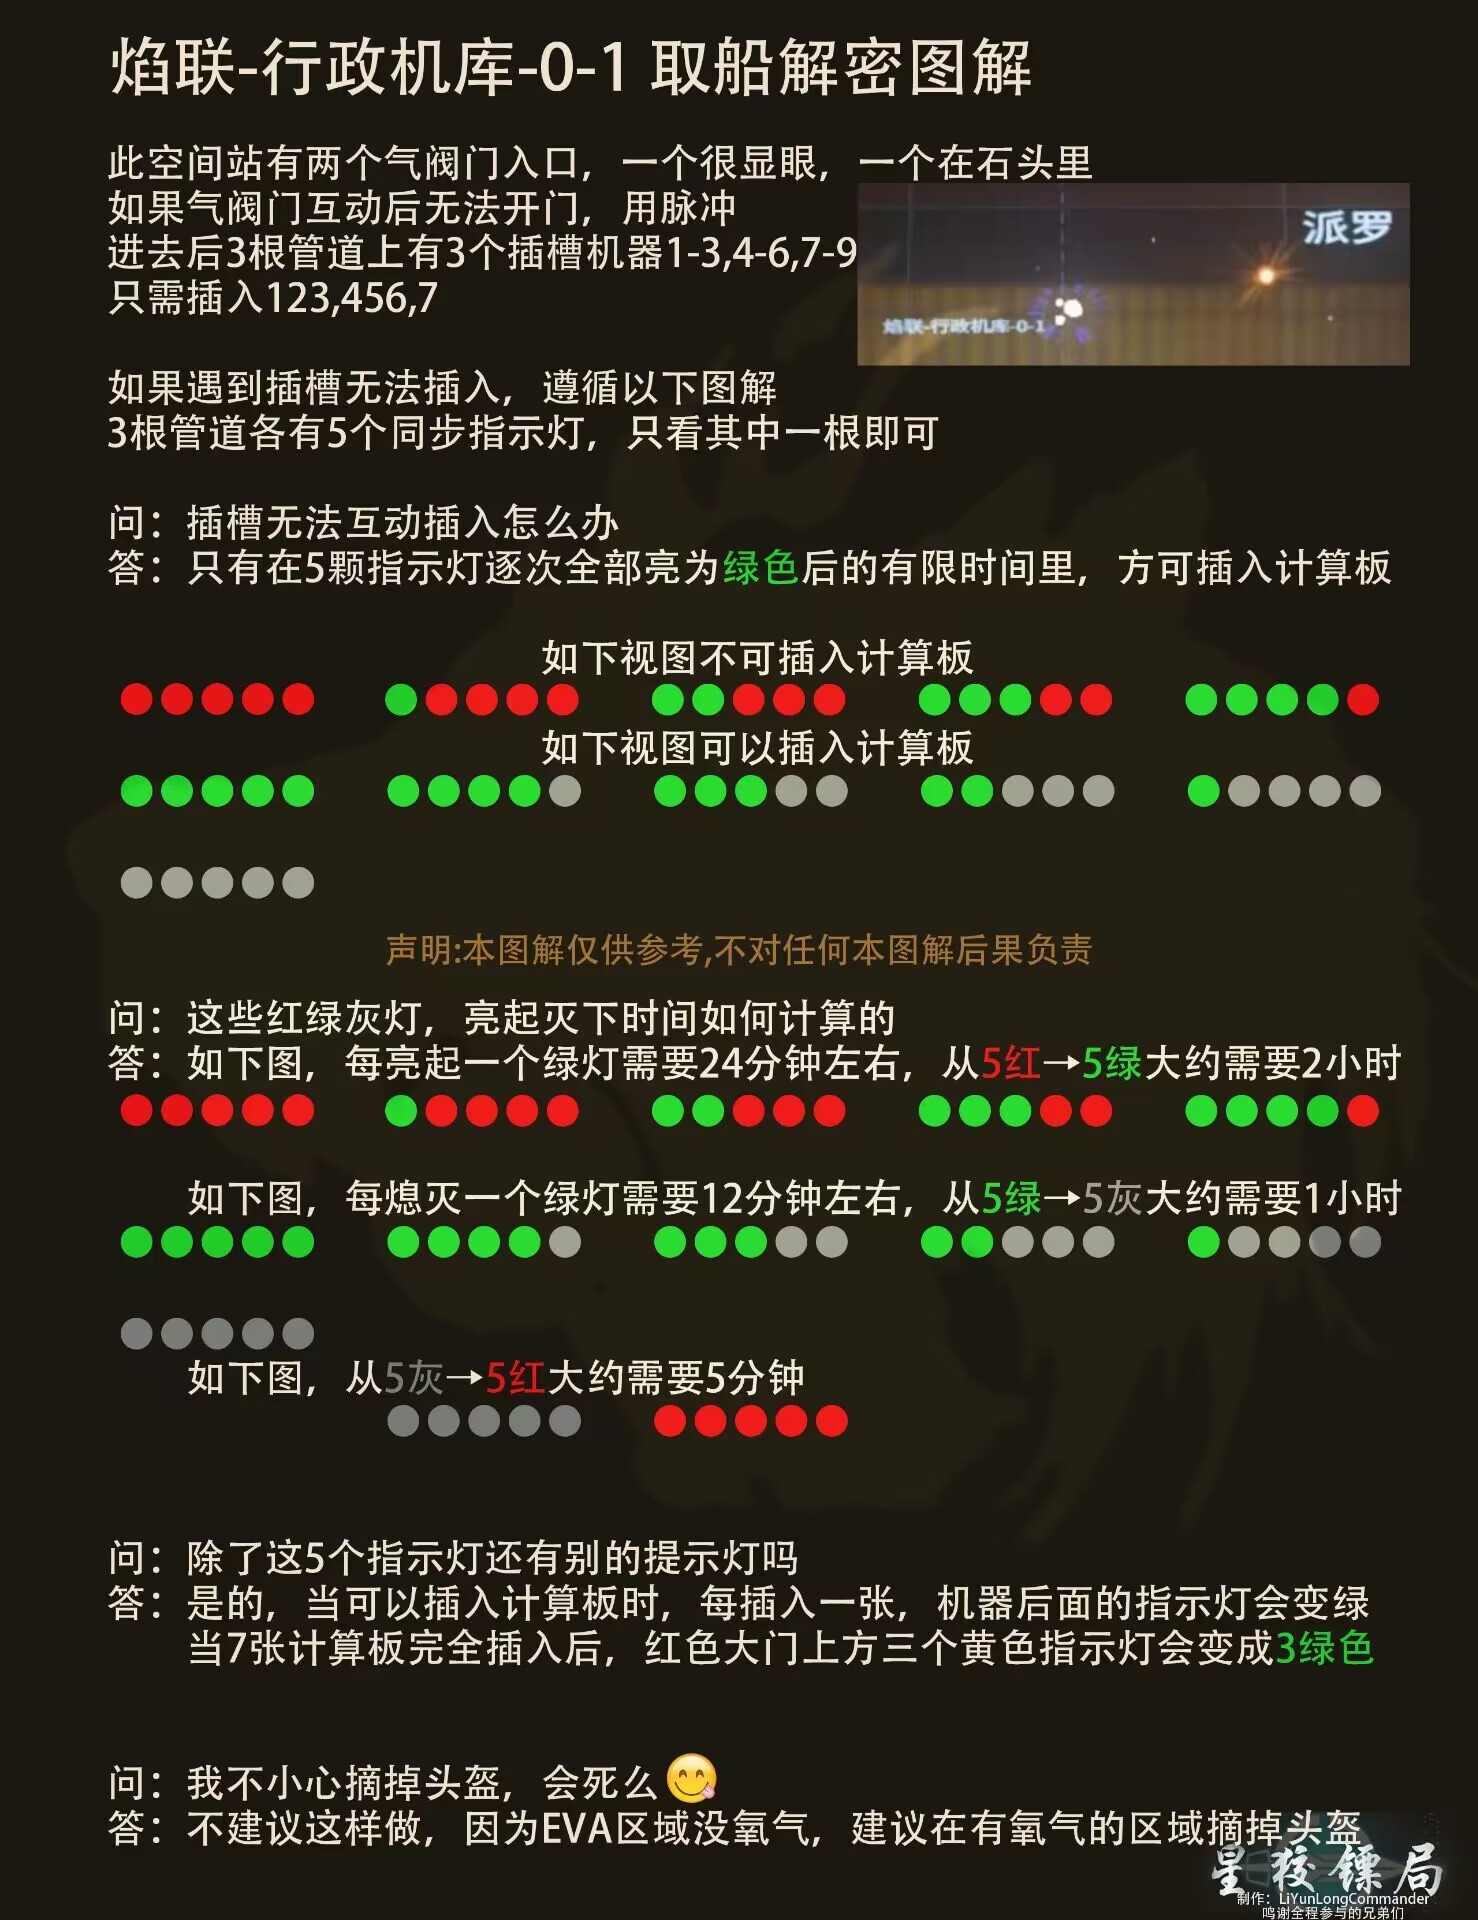 焰联-行政机库-0-1 取船解密图解
此空间站有两个气阀门入口，一个很显眼，一个在石头里
如果气阀门互动后无法开门，用脉冲
进去后3根管道上有3个插槽机器1-3,4-6,7-9
只需插入123,456,7
派罗
焰联-行政机库-0-1
如果遇到插槽无法插入，遵循以下图解
3根管道各有5个同步指示灯，只看其中一根即可
问：插槽无法互动插入怎么办
答：只有在5颗指示灯逐次全部亮为绿色后的有限时间里，方可插入计算板
如下视图不可插入计算板
如下视图可以插入计算板
声明:本图解仅供参考,不对任何本图解后果负责
问：这些红绿灰灯，亮起灭下时间如何计算的
答：如下图，每亮起一个绿灯需要24分钟左右，从5红→5绿大约需要2小时
如下图，每熄灭一个绿灯需要12分钟左右，从5绿→5灰大约需要1小时
如下图，从5灰→5红大约需要5分钟
问：除了这5个指示灯还有别的提示灯吗
答：是的，当可以插入计算板时，每插入一张，机器后面的指示灯会变绿
当7张计算板完全插入后，红色大门上方三个黄色指示灯会变成3绿色
问：我不小心摘掉头盔，会死么😋
答：不建议这样做，因为EVA区域没氧气，建议在有氧气的区域摘掉头盔
星狡镖局
制作：LiYunLongCommander
鸣谢全程参与的兄弟们